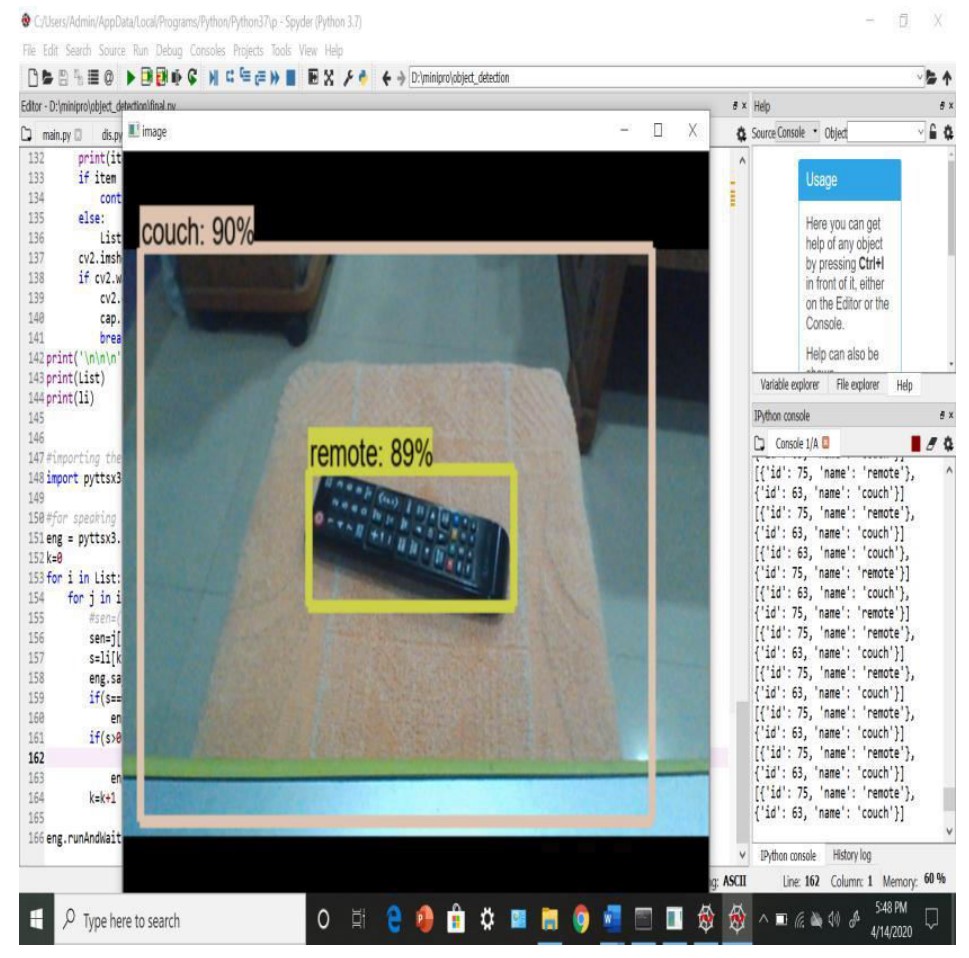 C:/Users/Admin/AppData/Local/Programs/Python/Python37\p - Spyder (Python 3.7)
File Edit Search Source Run Debug Consoles Projects Tools View Help
D:\minipro\object_detection
Editor - D:\minipro\object_detection\final.py
main.py dis.py
image
132 print(it
133 if item
134 cont
135 else:
136 List
137 cv2.imsh
138 if cv2.w
139 cv2.
140 cap.
141 brea
142 print('\n\n\n'
143 print(List)
144 print(li)
145
146
147 #importing the
148 import pyttsx3
149
150 #for speaking
151 eng = pyttsx3.
152 k=0
153 for i in List:
154 for j in i
155 #sen=(
156 sen=j[
157 s=li[k
158 eng.sa
159 if(s==
160 en
161 if(s>0
162
163 en
164 k=k+1
165
166 eng.runAndWait
couch: 90%
remote: 89%
Help
Source Console Object
Usage
Here you can get
help of any object
by pressing Ctrl+I
in front of it, either
on the Editor or the
Console.
Help can also be
Variable explorer File explorer Help
IPython console
Console 1/A
[{'id': 75, 'name': 'remote'},
{'id': 63, 'name': 'couch'}]
[{'id': 75, 'name': 'remote'},
{'id': 63, 'name': 'couch'}]
[{'id': 63, 'name': 'couch'},
{'id': 75, 'name': 'remote'}]
[{'id': 63, 'name': 'couch'},
{'id': 75, 'name': 'remote'}]
[{'id': 75, 'name': 'remote'},
{'id': 63, 'name': 'couch'}]
[{'id': 75, 'name': 'remote'},
{'id': 63, 'name': 'couch'}]
[{'id': 75, 'name': 'remote'},
{'id': 63, 'name': 'couch'}]
[{'id': 75, 'name': 'remote'},
{'id': 63, 'name': 'couch'}]
[{'id': 75, 'name': 'remote'},
{'id': 63, 'name': 'couch'}]
IPython console History log
g: ASCII Line: 162 Column: 1 Memory: 60 %
Type here to search
5:48 PM
4/14/2020